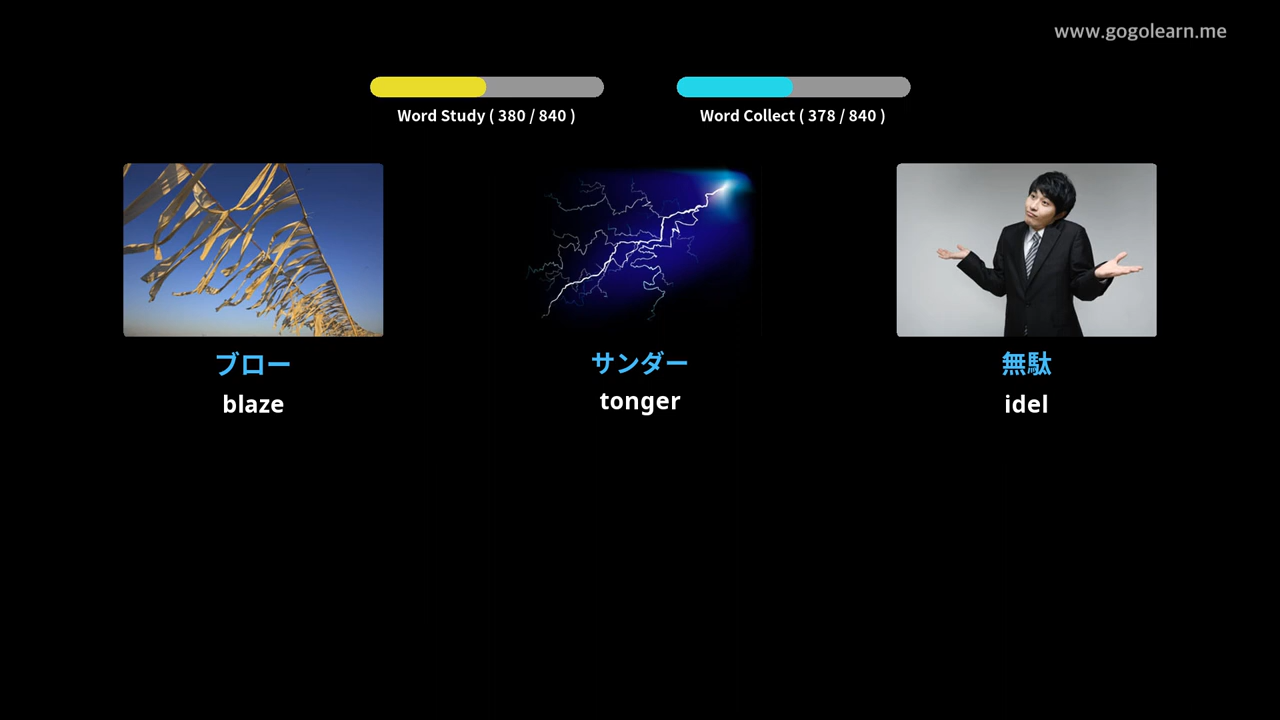 www.gogolearn.me
Word Study ( 380 / 840 )
Word Collect ( 378 / 840 )
ブロー
サンダー
無駄
blaze
tonger
idel